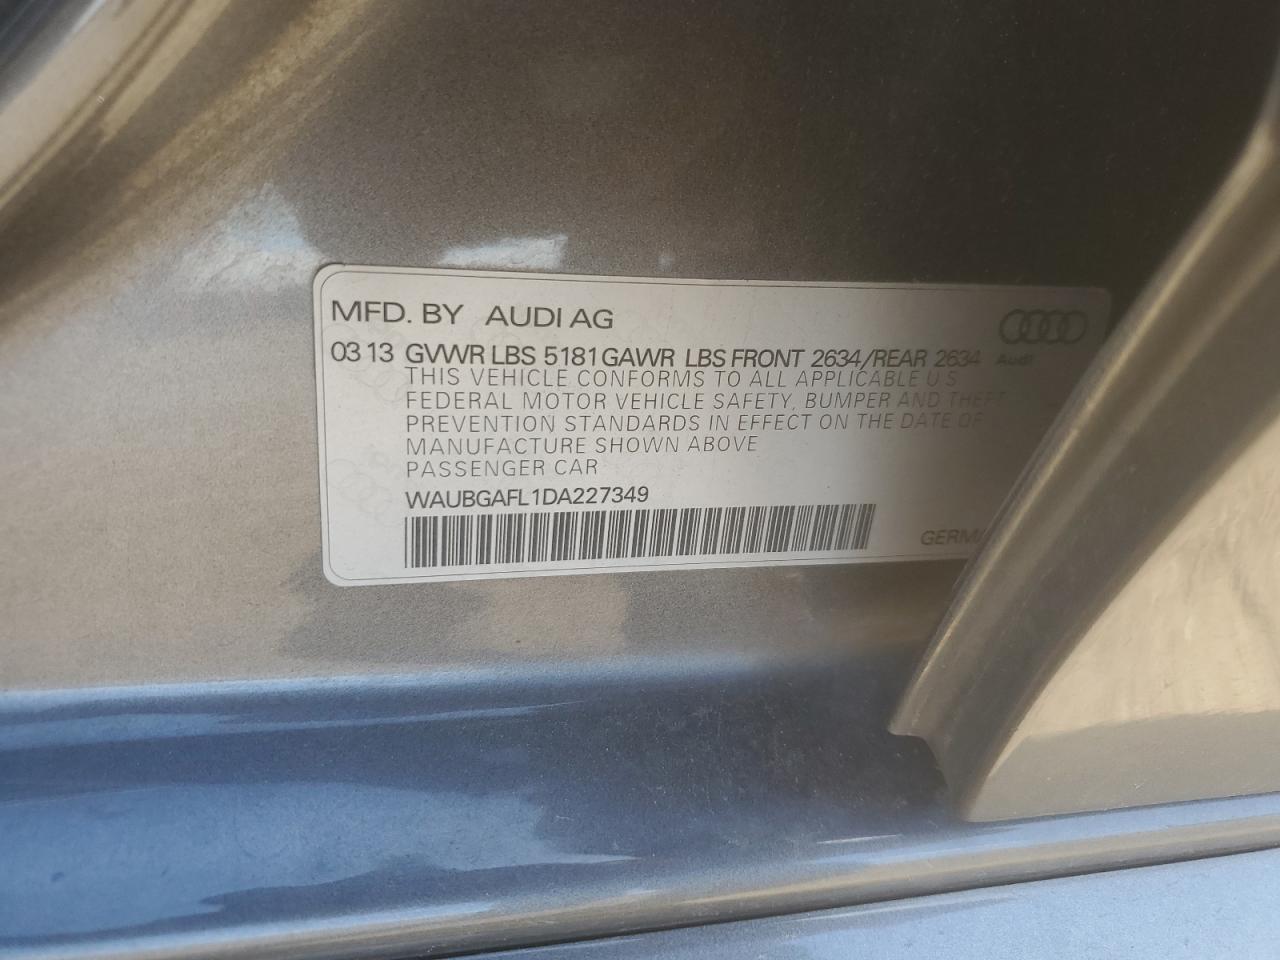 MFD. BY AUDI AG
03 13 GVWR LBS 5181 GAWR LBS FRONT 2634/REAR 2634 Audi
THIS VEHICLE CONFORMS TO ALL APPLICABLE U S
FEDERAL MOTOR VEHICLE SAFETY, BUMPER AND THEFT
PREVENTION STANDARDS IN EFFECT ON THE DATE OF
MANUFACTURE SHOWN ABOVE
PASSENGER CAR
WAUBGAFL1DA227349